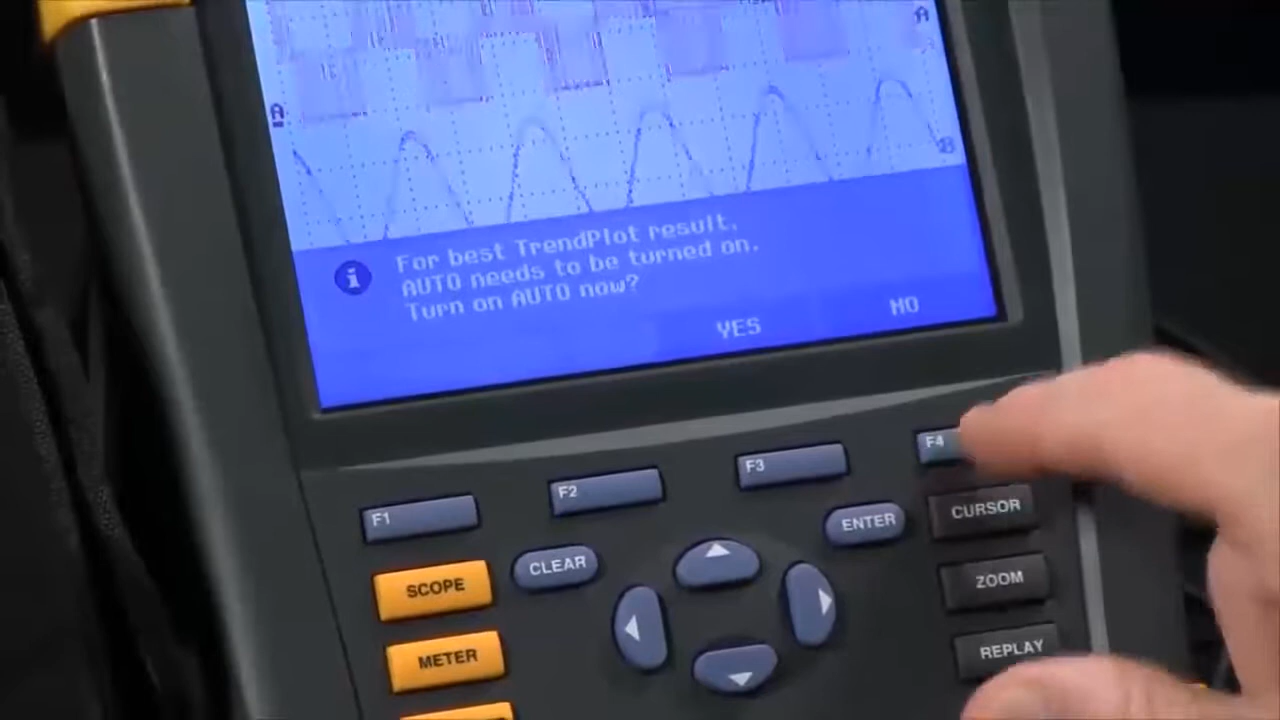 A
A
B
For best TrendPlot result,
AUTO needs to be turned on.
Turn on AUTO now?
YES NO
F1 F2 F3 F4
CLEAR ENTER CURSOR
SCOPE ZOOM
METER REPLAY